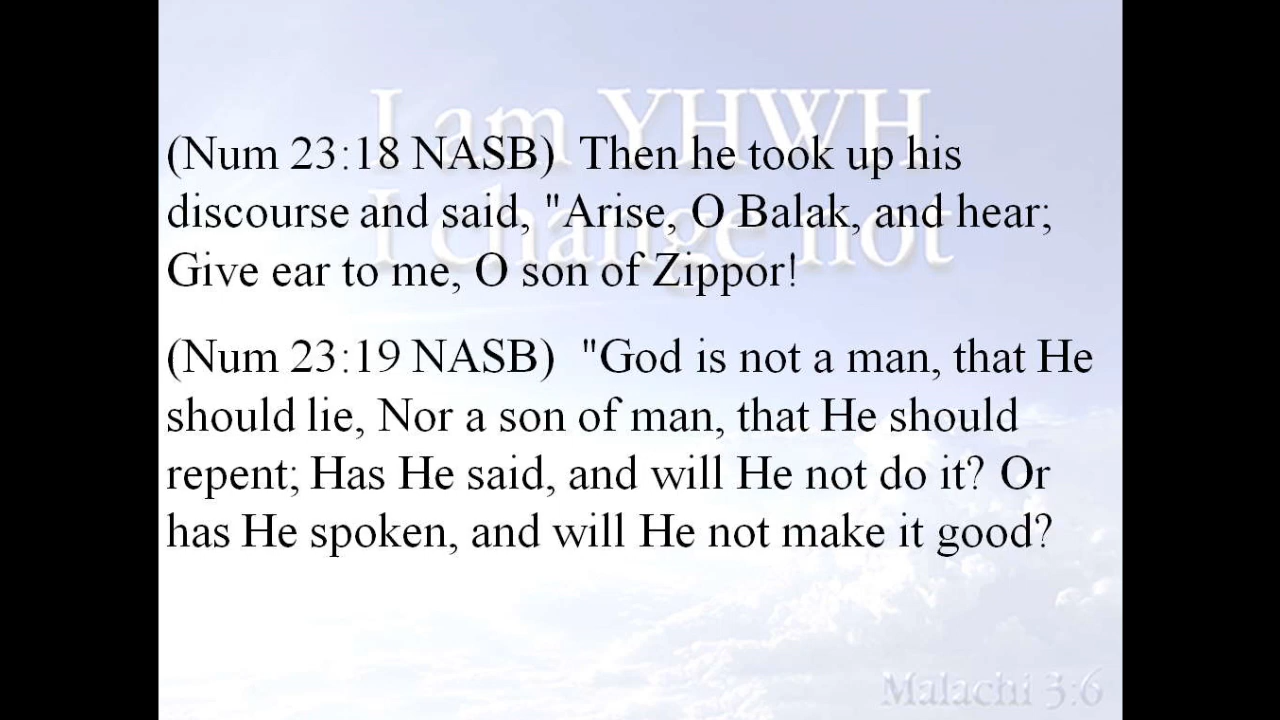 I am YHWH
I change not
(Num 23:18 NASB)  Then he took up his
discourse and said, "Arise, O Balak, and hear;
Give ear to me, O son of Zippor!
(Num 23:19 NASB)  "God is not a man, that He
should lie, Nor a son of man, that He should
repent; Has He said, and will He not do it? Or
has He spoken, and will He not make it good?
Malachi 3:6